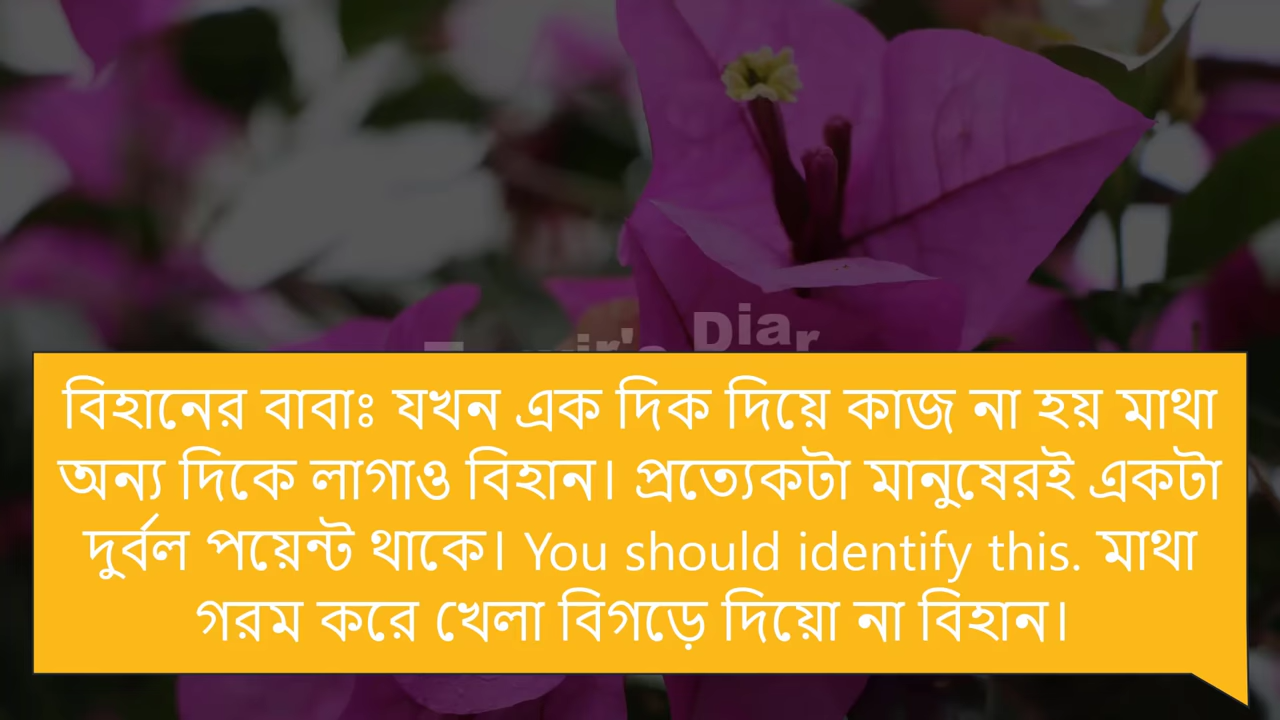 বিহানের বাবাঃ যখন এক দিক দিয়ে কাজ না হয় মাথা
অন্য দিকে লাগাও বিহান। প্রত্যেকটা মানুষেরই একটা
দুর্বল পয়েন্ট থাকে। You should identify this. মাথা
গরম করে খেলা বিগড়ে দিয়ো না বিহান।